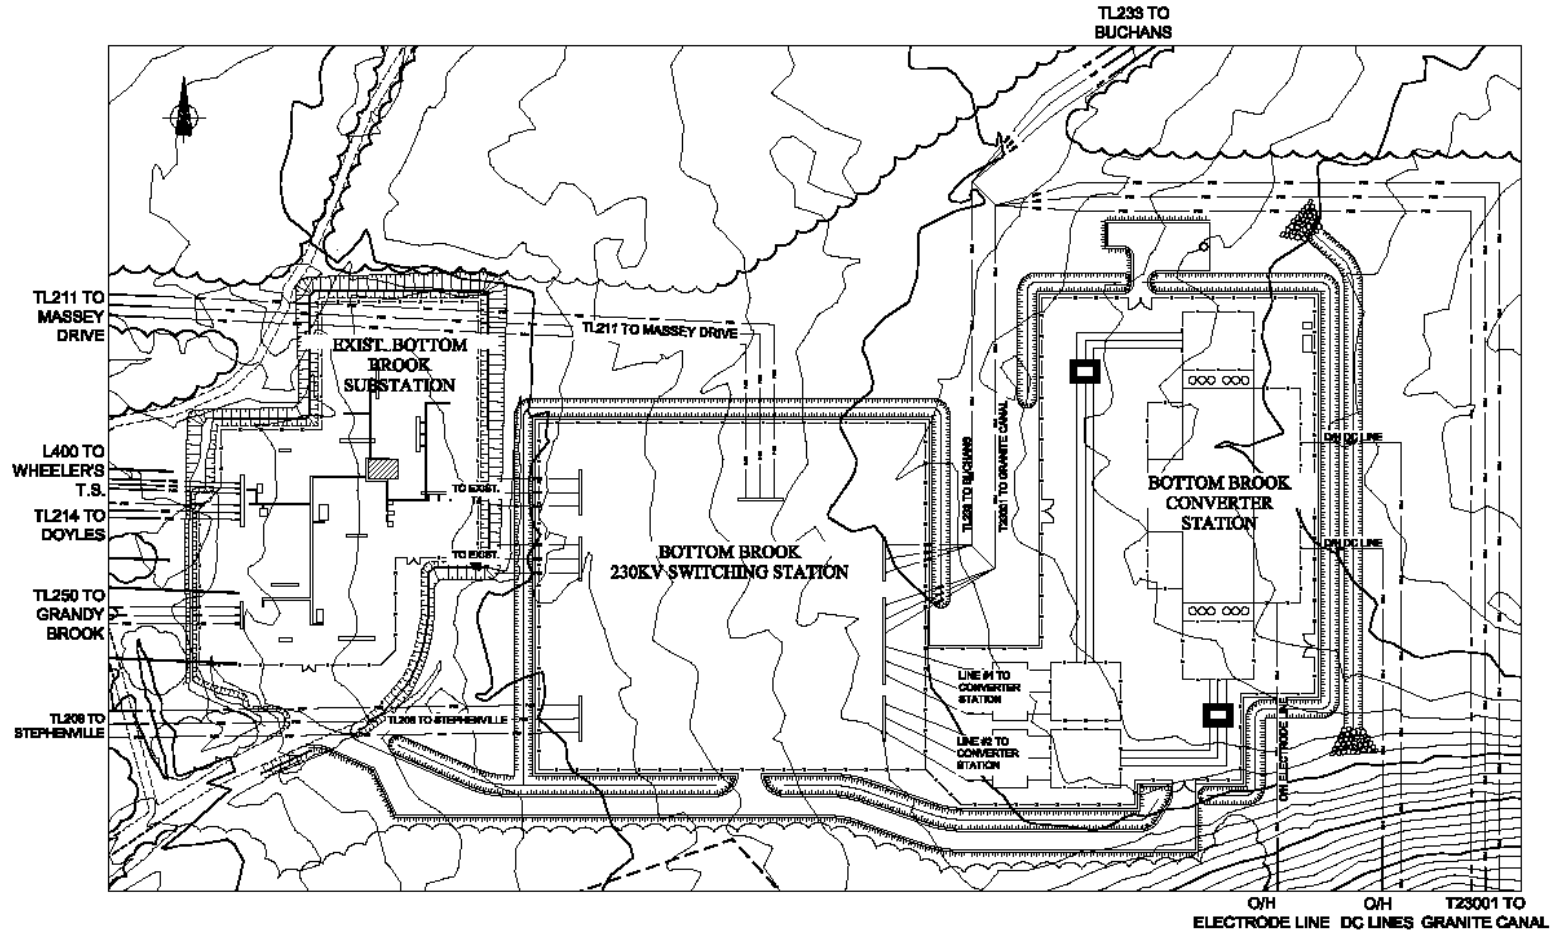 TL233 TO
BUCHANS
TL211 TO
MASSEY
DRIVE
TL211 TO MASSEY DRIVE
EXIST. BOTTOM
BROOK
SUBSTATION
L400 TO
WHEELER'S
T.S.
TL214 TO
DOYLES
TO EXIST.
TO EXIST.
TL233 TO BUCHANS
T23001 TO GRANITE CANAL
O/H DC LINE
BOTTOM BROOK
CONVERTER
STATION
O/H DC LINE
BOTTOM BROOK
230KV SWITCHING STATION
TL250 TO
GRANDY
BROOK
LINE #1 TO
CONVERTER
STATION
TL208 TO
STEPHENVILLE
TL208 TO STEPHENVILLE
LINE #2 TO
CONVERTER
STATION
O/H ELECTRODE LINE
O/H
ELECTRODE LINE
O/H
DC LINES
T23001 TO
GRANITE CANAL